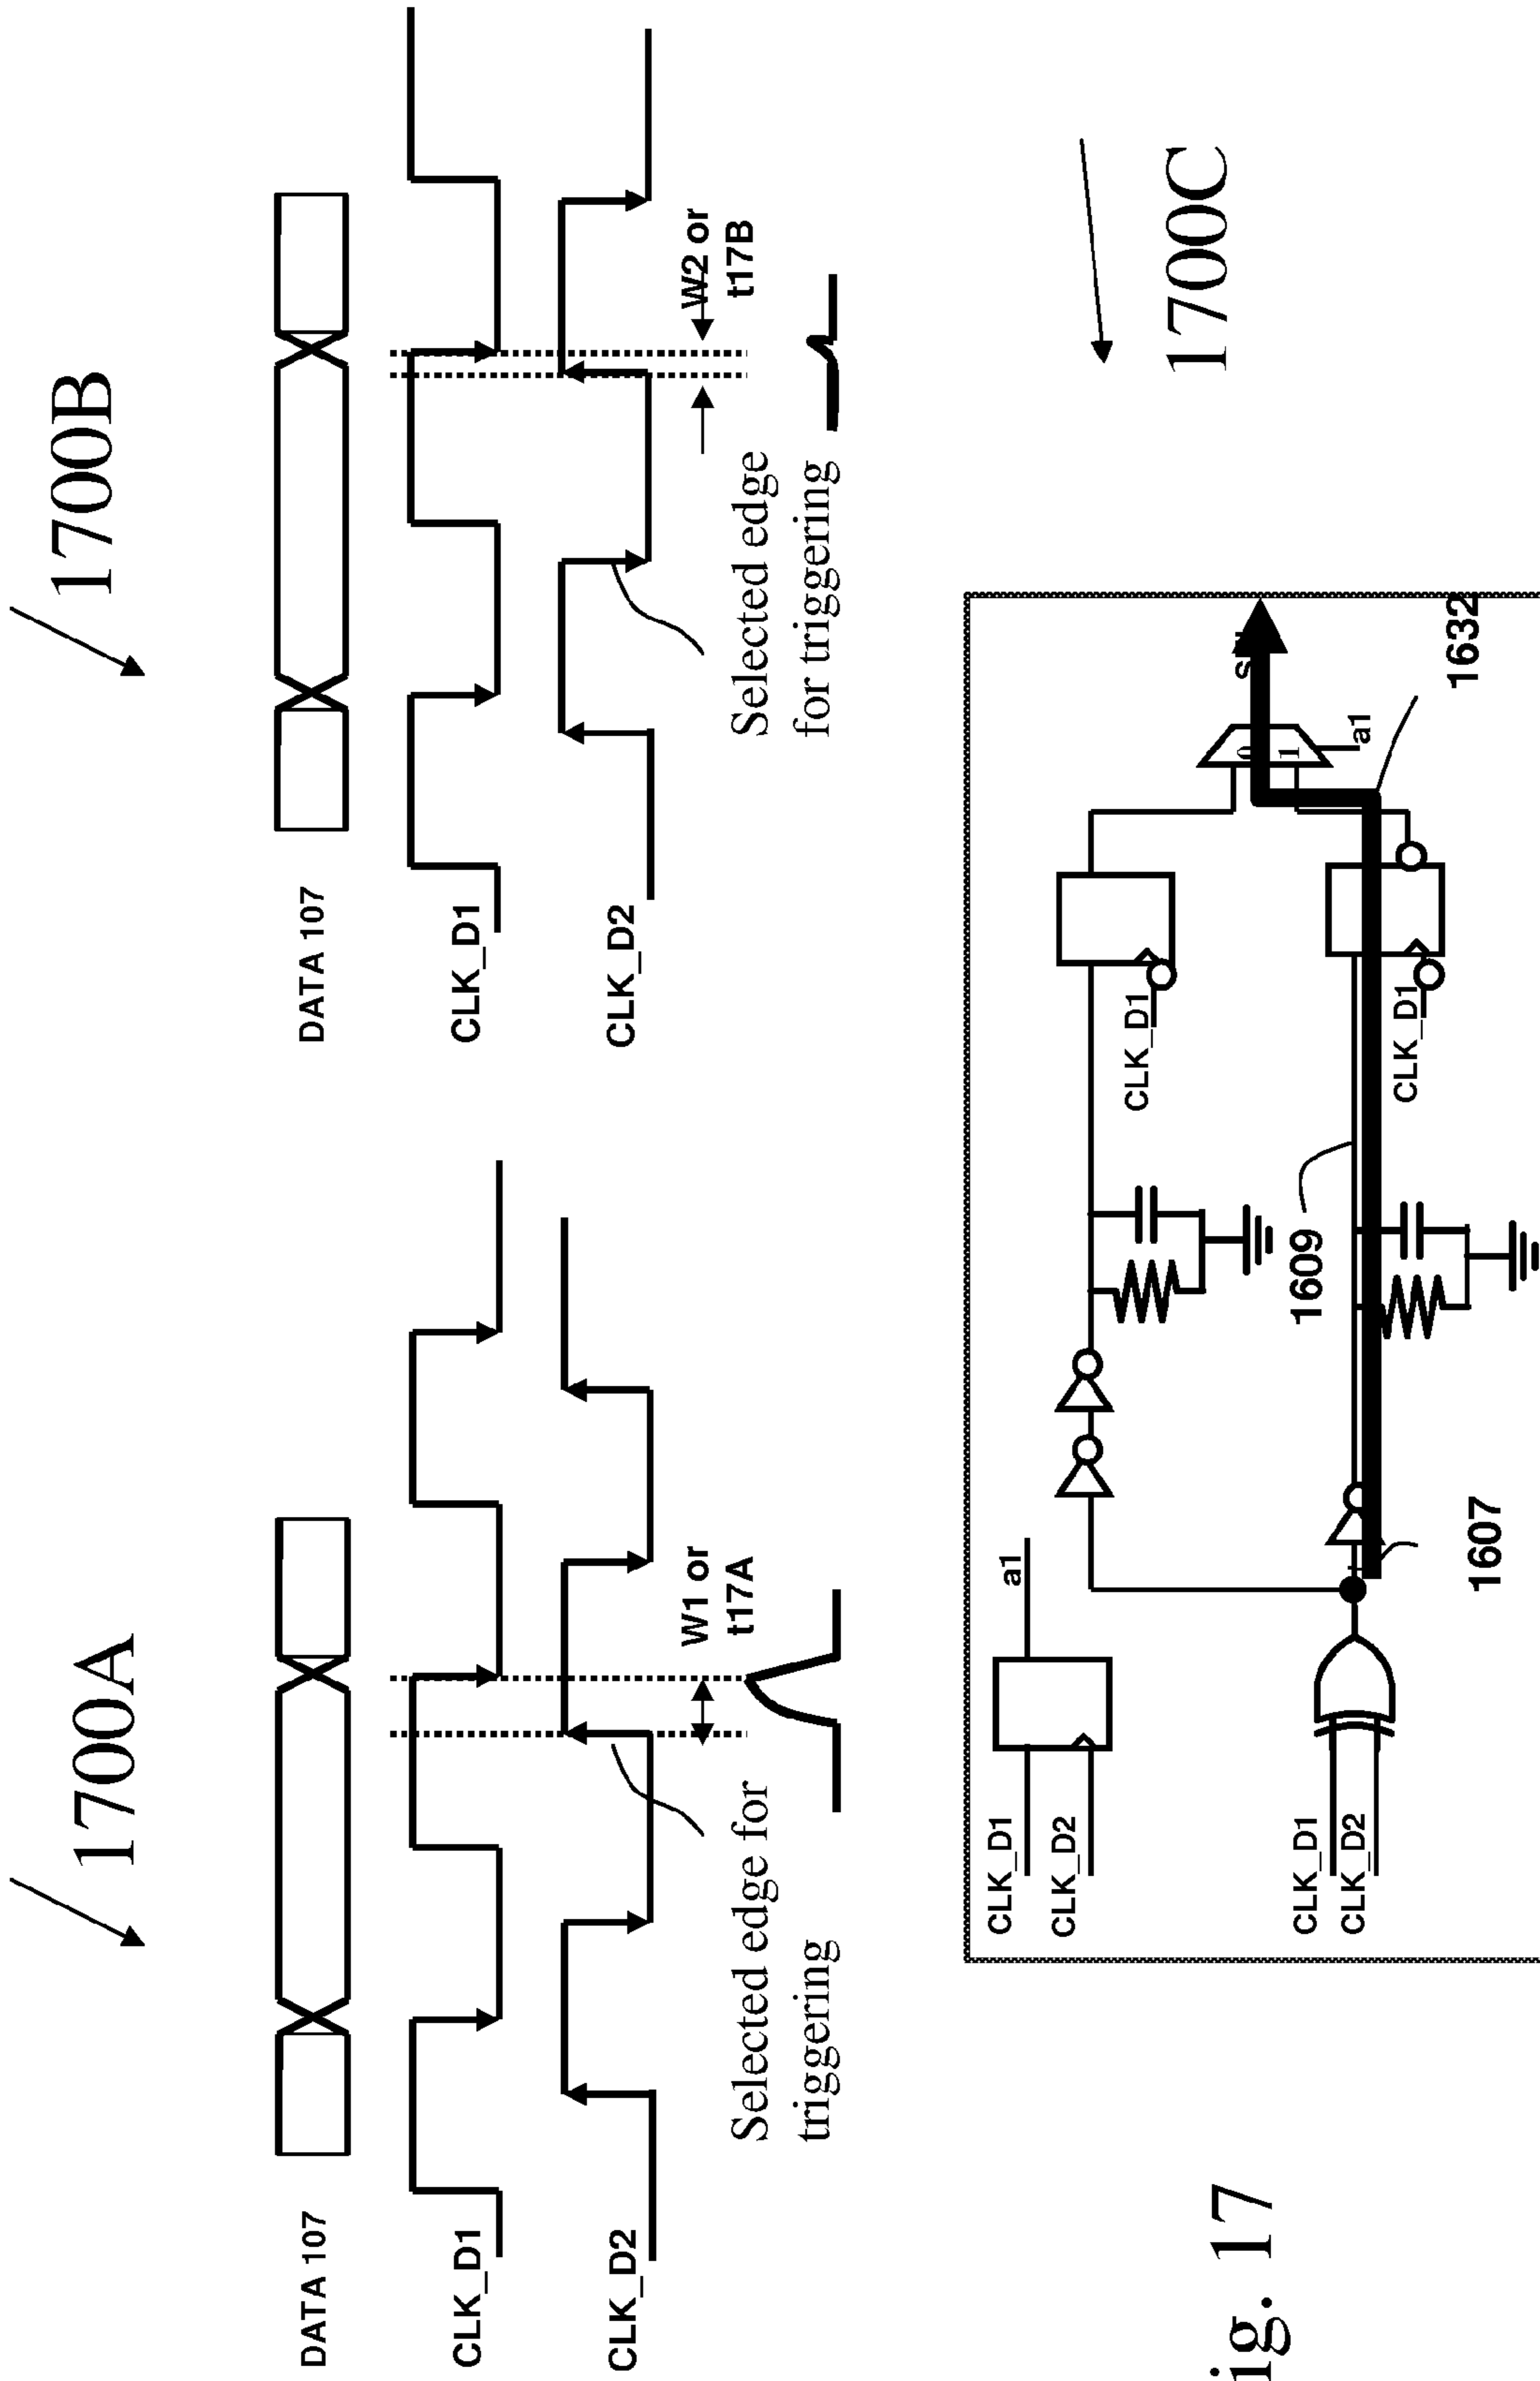 1700A
DATA 107
CLK_D1
CLK_D2
W1 or
t17A
Selected edge for
triggering
1700B
DATA 107
CLK_D1
CLK_D2
W2 or
t17B
Selected edge
for triggering
1700C
CLK_D1
CLK_D2
a1
CLK_D1
CLK_D2
1607
1609
CLK_D1
CLK_D1
0
1
a1
1632
ig. 17